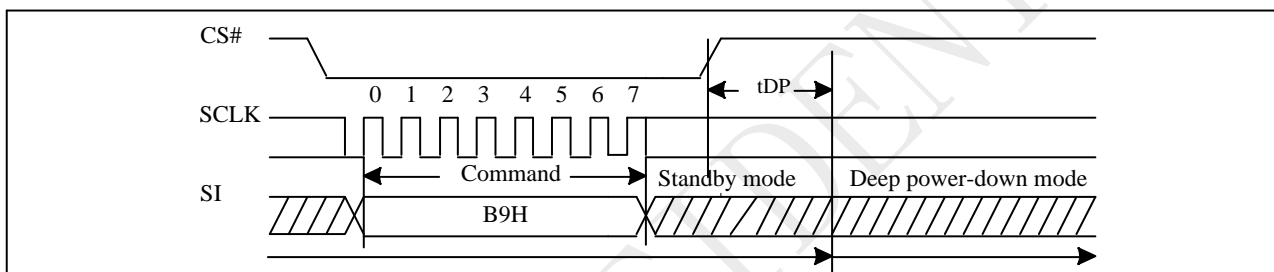 CS#
tDP
0 1 2 3 4 5 6 7
SCLK
Command
Standby mode
Deep power-down mode
SI
B9H